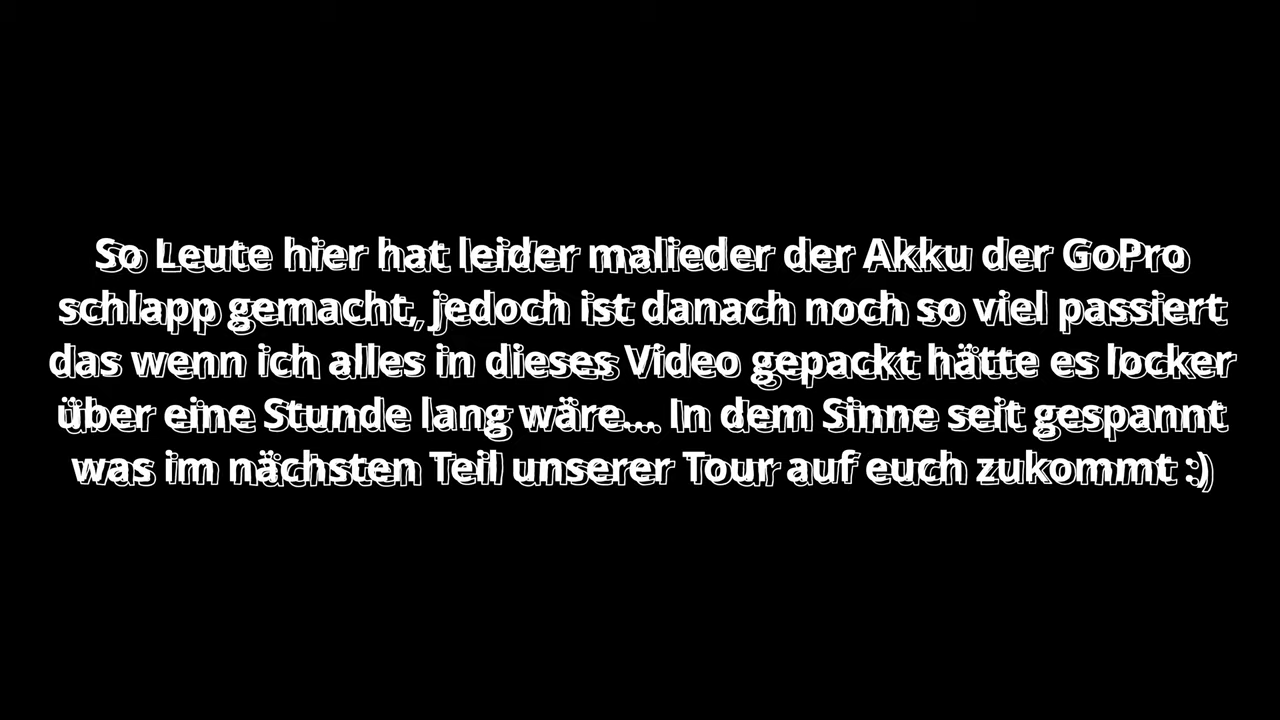 So Leute hier hat leider malieder der Akku der GoPro
schlapp gemacht, jedoch ist danach noch so viel passiert
das wenn ich alles in dieses Video gepackt hätte es locker
über eine Stunde lang wäre... In dem Sinne seit gespannt
was im nächsten Teil unserer Tour auf euch zukommt :)